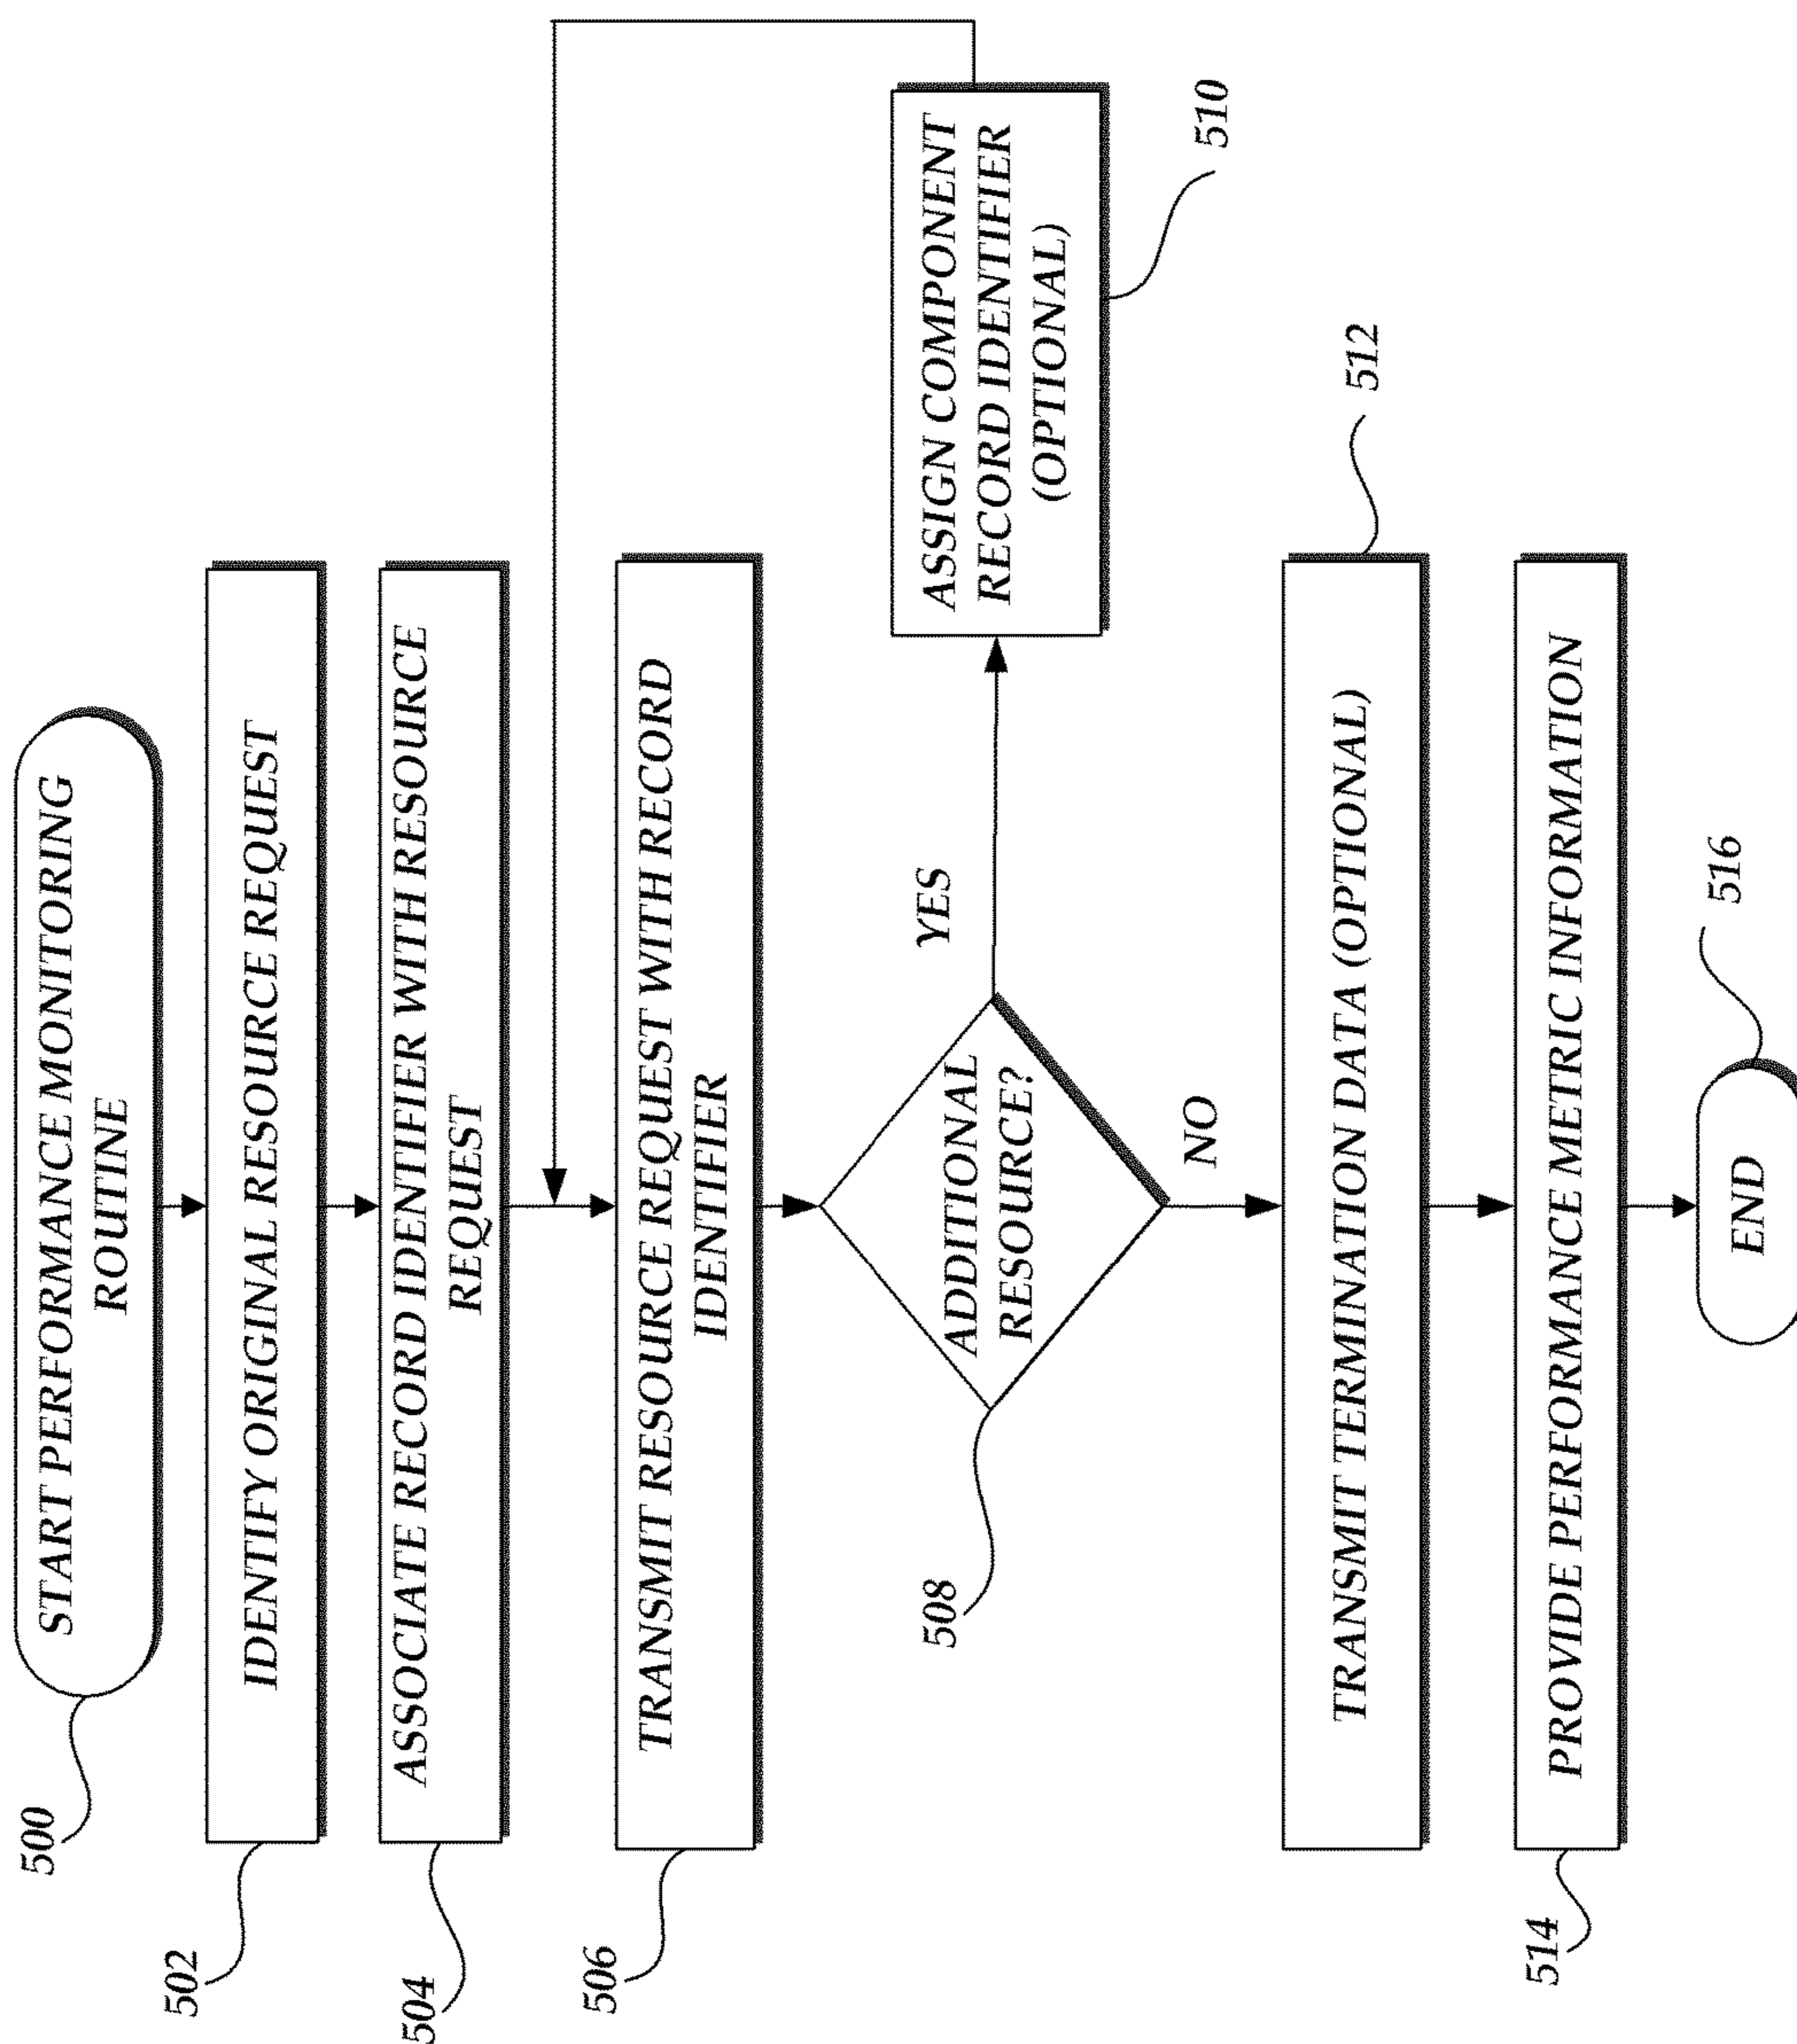 500
START PERFORMANCE MONITORING
ROUTINE
502
IDENTIFY ORIGINAL RESOURCE REQUEST
504
ASSOCIATE RECORD IDENTIFIER WITH RESOURCE
REQUEST
506
TRANSMIT RESOURCE REQUEST WITH RECORD
IDENTIFIER
508
ADDITIONAL
RESOURCE?
YES
ASSIGN COMPONENT
RECORD IDENTIFIER
(OPTIONAL)
510
NO
TRANSMIT TERMINATION DATA (OPTIONAL)
512
514
PROVIDE PERFORMANCE METRIC INFORMATION
END
516